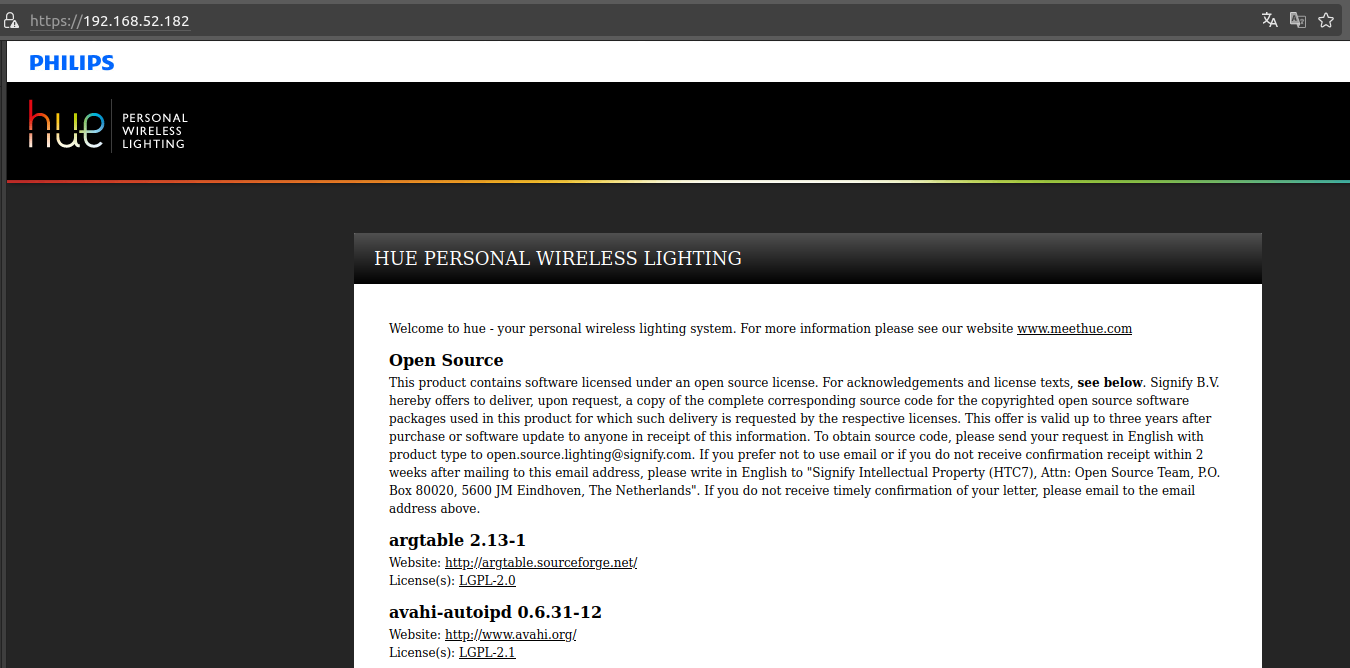 https://192.168.52.182
PHILIPS
hue
PERSONAL
WIRELESS
LIGHTING
HUE PERSONAL WIRELESS LIGHTING
Welcome to hue - your personal wireless lighting system. For more information please see our website www.meethue.com
Open Source
This product contains software licensed under an open source license. For acknowledgements and license texts, see below. Signify B.V.
hereby offers to deliver, upon request, a copy of the complete corresponding source code for the copyrighted open source software
packages used in this product for which such delivery is requested by the respective licenses. This offer is valid up to three years after
purchase or software update to anyone in receipt of this information. To obtain source code, please send your request in English with
product type to open.source.lighting@signify.com. If you prefer not to use email or if you do not receive confirmation receipt within 2
weeks after mailing to this email address, please write in English to "Signify Intellectual Property (HTC7), Attn: Open Source Team, P.O.
Box 80020, 5600 JM Eindhoven, The Netherlands". If you do not receive timely confirmation of your letter, please email to the email
address above.
argtable 2.13-1
Website: http://argtable.sourceforge.net/
License(s): LGPL-2.0
avahi-autoipd 0.6.31-12
Website: http://www.avahi.org/
License(s): LGPL-2.1